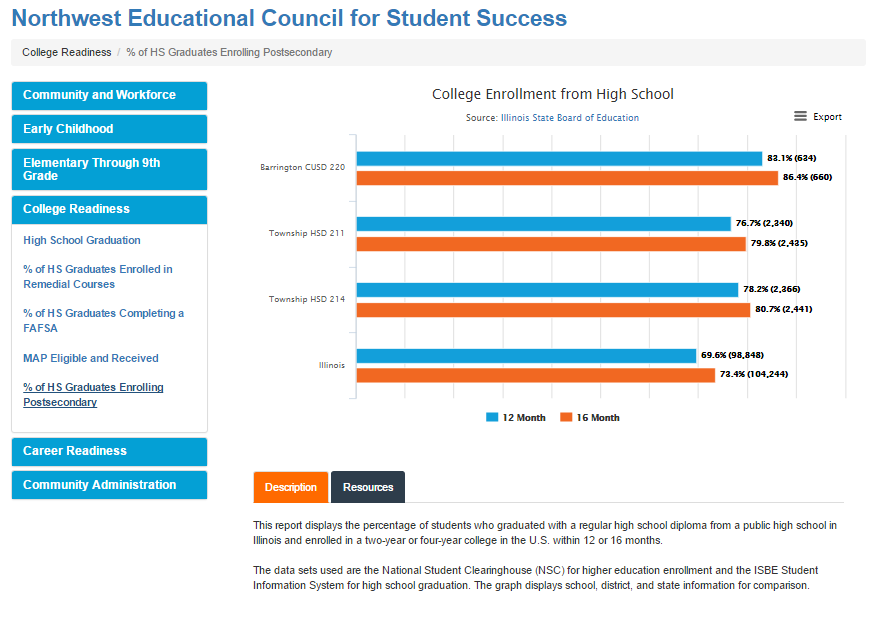 Northwest Educational Council for Student Success
College Readiness / % of HS Graduates Enrolling Postsecondary
Community and Workforce
Early Childhood
Elementary Through 9th
Grade
College Readiness
High School Graduation
% of HS Graduates Enrolled in
Remedial Courses
% of HS Graduates Completing a
FAFSA
MAP Eligible and Received
% of HS Graduates Enrolling
Postsecondary
Career Readiness
Community Administration
College Enrollment from High School
Source: Illinois State Board of Education
Export
Barrington CUSD 220
83.1% (634)
86.4% (660)
Township HSD 211
76.7% (2,340)
79.8% (2,435)
Township HSD 214
78.2% (2,366)
80.7% (2,441)
Illinois
69.6% (98,848)
73.4% (104,244)
12 Month 16 Month
Description Resources
This report displays the percentage of students who graduated with a regular high school diploma from a public high school in
Illinois and enrolled in a two-year or four-year college in the U.S. within 12 or 16 months.
The data sets used are the National Student Clearinghouse (NSC) for higher education enrollment and the ISBE Student
Information System for high school graduation. The graph displays school, district, and state information for comparison.